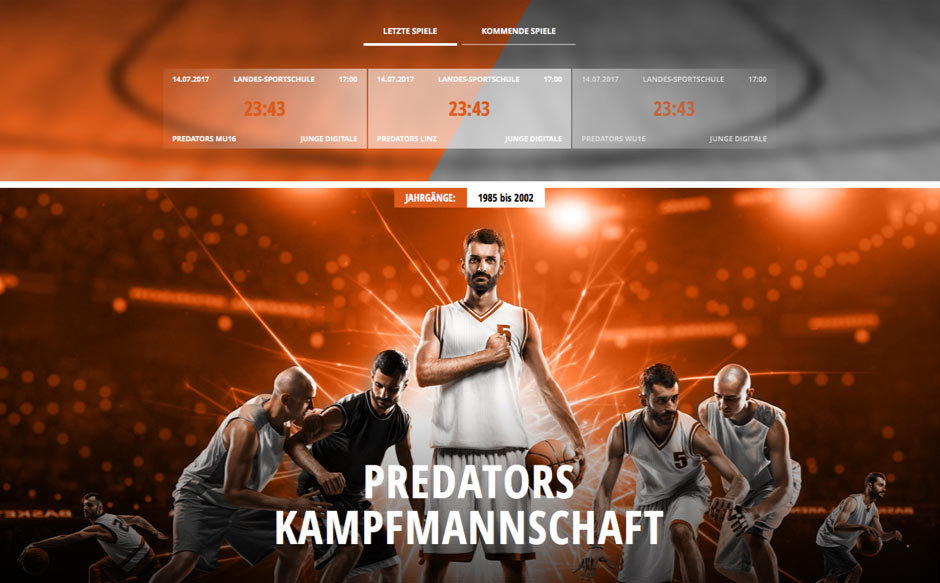 LETZTE SPIELE KOMMENDE SPIELE
14.07.2017 LANDES-SPORTSCHULE 17:00 14.07.2017 LANDES-SPORTSCHULE 17:00 14.07.2017 LANDES-SPORTSCHULE 17:00
23:43 23:43 23:43
PREDATORS MU16 JUNGE DIGITALE PREDATORS LINZ JUNGE DIGITALE PREDATORS WU16 JUNGE DIGITALE
JAHRGÄNGE: 1985 bis 2002
5
5
PREDATORS
KAMPFMANNSCHAFT